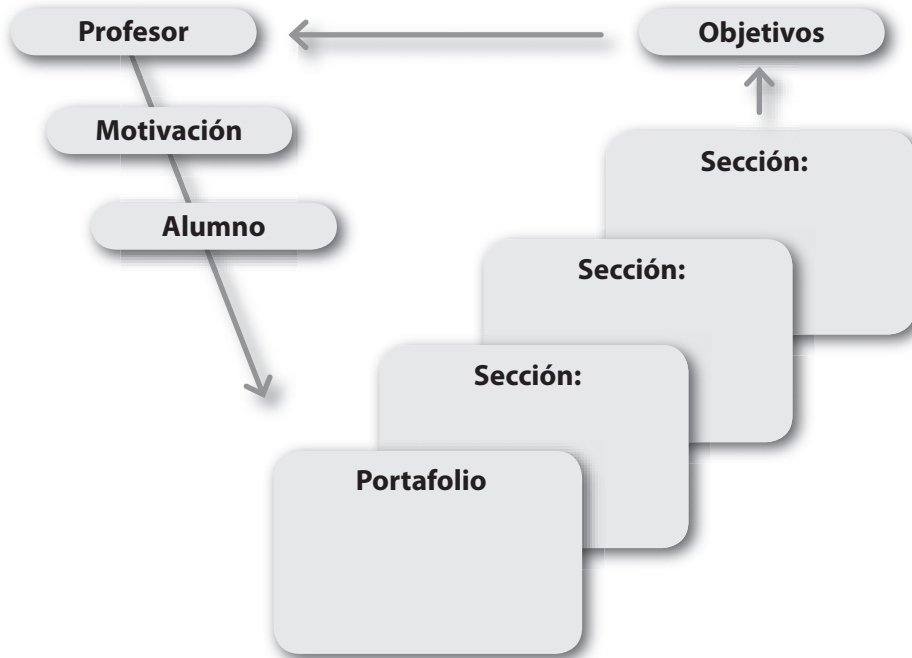 Profesor
Objetivos
Motivación
Sección:
Alumno
Sección:
Sección:
Portafolio